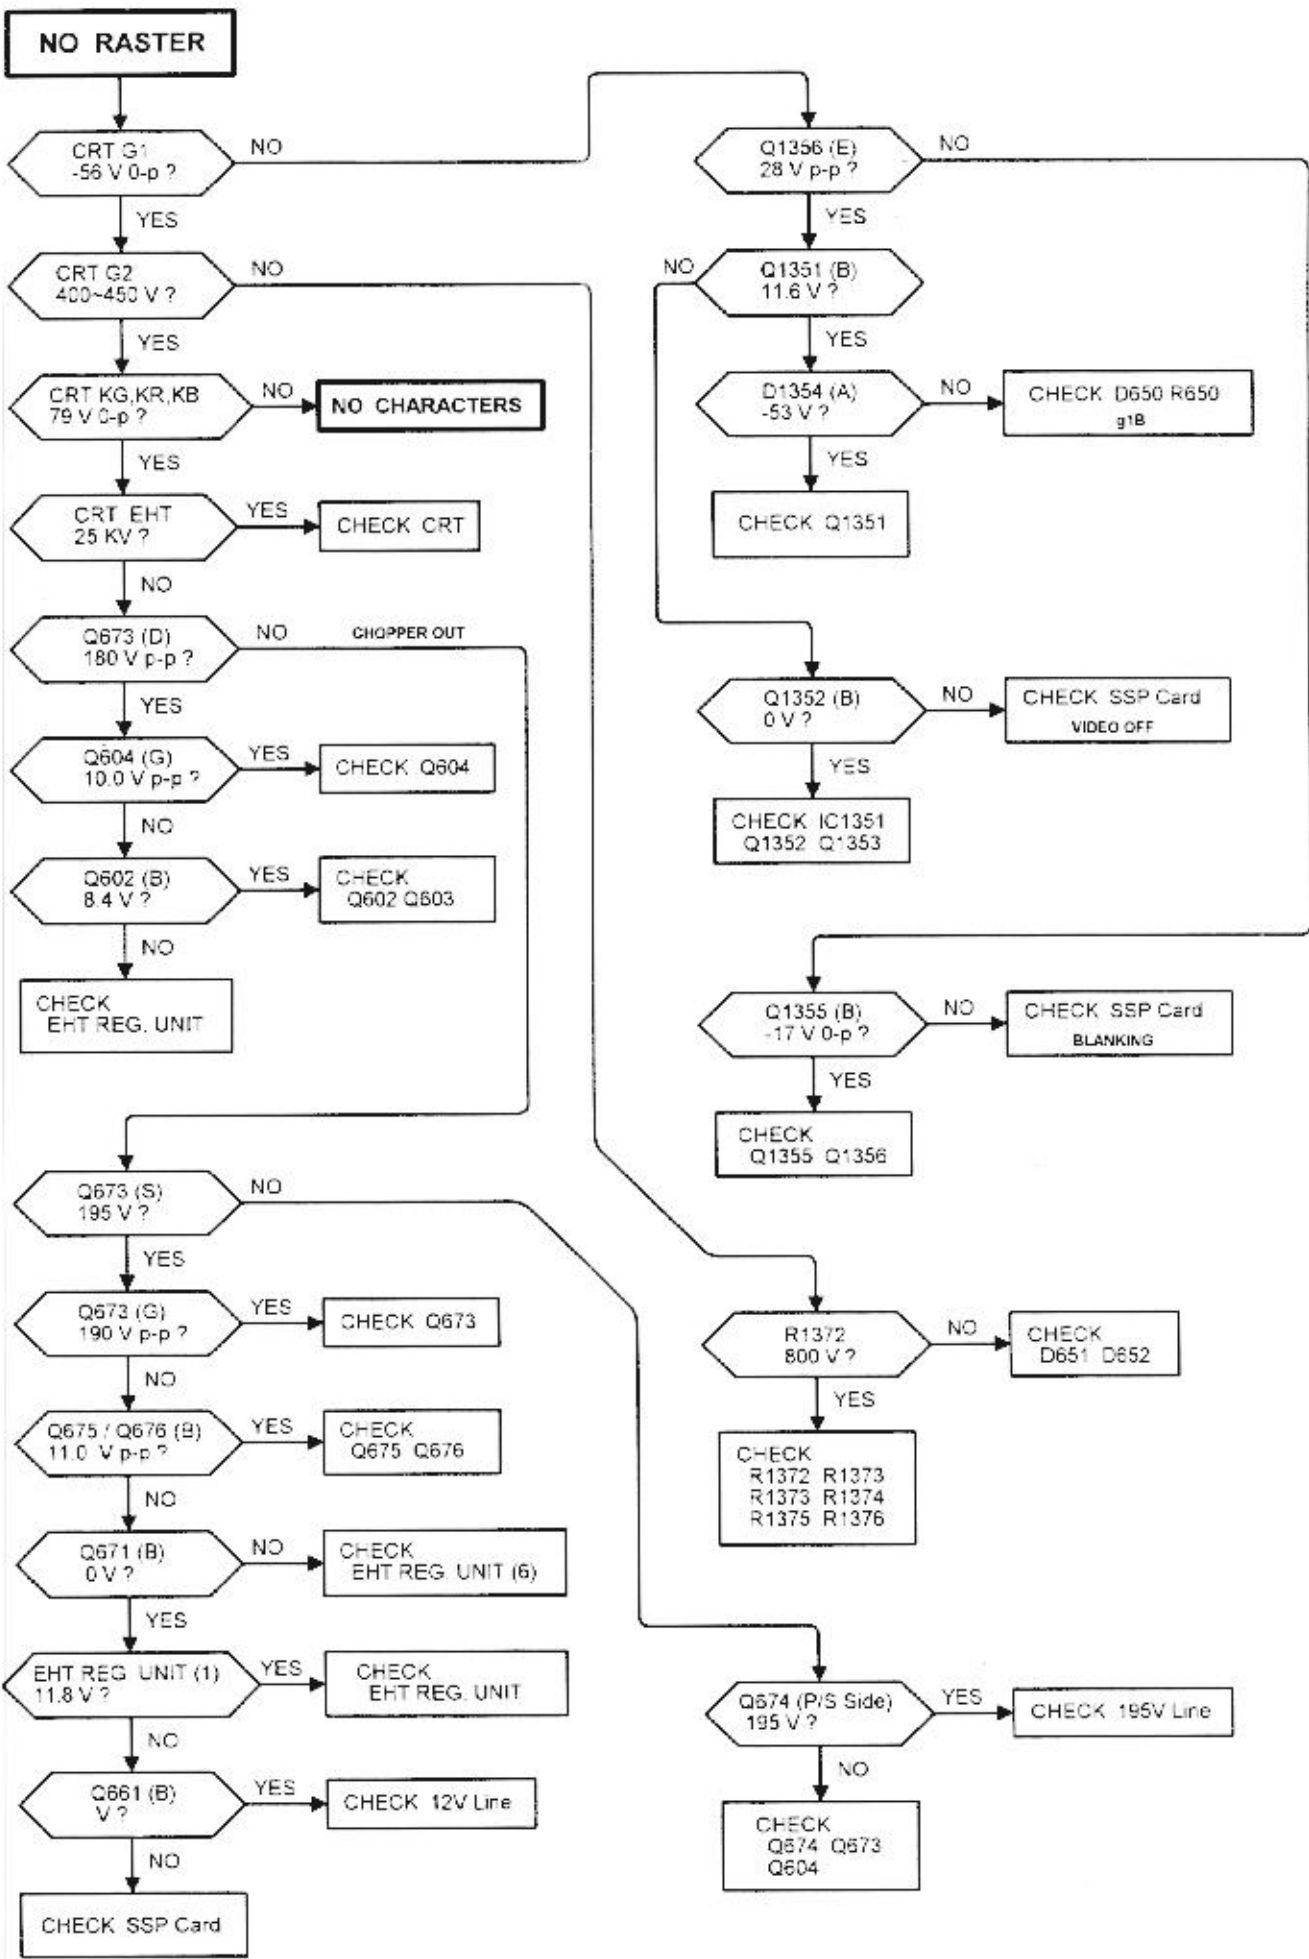 NO RASTER
CRT G1
-56 V 0-p ?
NO
YES
CRT G2
400~450 V ?
NO
YES
CRT KG,KR,KB
79 V 0-p ?
NO
NO CHARACTERS
YES
CRT EHT
25 KV ?
YES
CHECK CRT
NO
Q673 (D)
180 V p-p ?
NO
CHOPPER OUT
YES
Q604 (G)
10.0 V p-p ?
YES
CHECK Q604
NO
Q602 (B)
8.4 V ?
YES
CHECK
Q602 Q603
NO
CHECK
EHT REG. UNIT
Q673 (S)
195 V ?
NO
YES
Q673 (G)
190 V p-p ?
YES
CHECK Q673
NO
Q675 / Q676 (B)
11.0 V p-p ?
YES
CHECK
Q675 Q676
NO
Q671 (B)
0 V ?
NO
CHECK
EHT REG. UNIT (6)
YES
EHT REG UNIT (1)
11.8 V ?
YES
CHECK
EHT REG. UNIT
NO
Q661 (B)
V ?
YES
CHECK 12V Line
NO
CHECK SSP Card
Q1356 (E)
28 V p-p ?
NO
YES
NO
Q1351 (B)
11.6 V ?
YES
D1354 (A)
-53 V ?
NO
CHECK D650 R650
g1B
YES
CHECK Q1351
Q1352 (B)
0 V ?
NO
CHECK SSP Card
VIDEO OFF
YES
CHECK IC1351
Q1352 Q1353
Q1355 (B)
-17 V 0-p ?
NO
CHECK SSP Card
BLANKING
YES
CHECK
Q1355 Q1356
R1372
800 V ?
NO
CHECK
D651 D652
YES
CHECK
R1372 R1373
R1373 R1374
R1375 R1376
Q674 (P/S Side)
195 V ?
YES
CHECK 195V Line
NO
CHECK
Q674 Q673
Q604